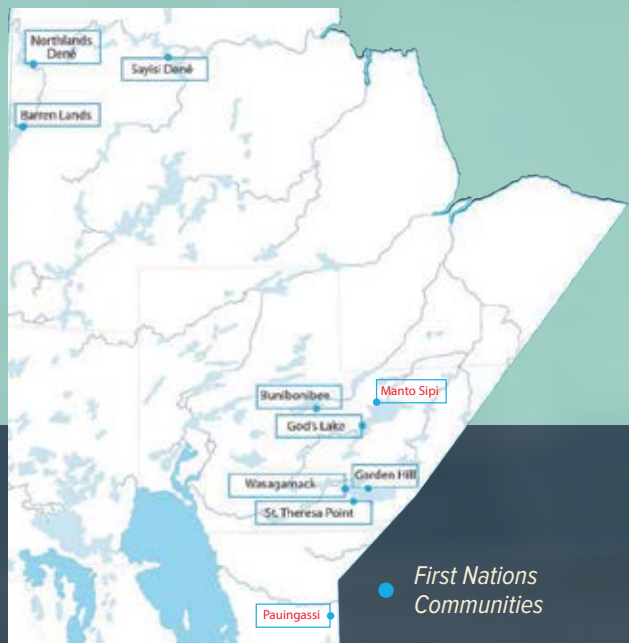 Northlands
Dené
Sayisi Dené
Barren Lands
Manto Sipi
Bunibonibee
God's Lake
Garden Hill
Wasagamack
St. Theresa Point
First Nations
Communities
Pauingassi